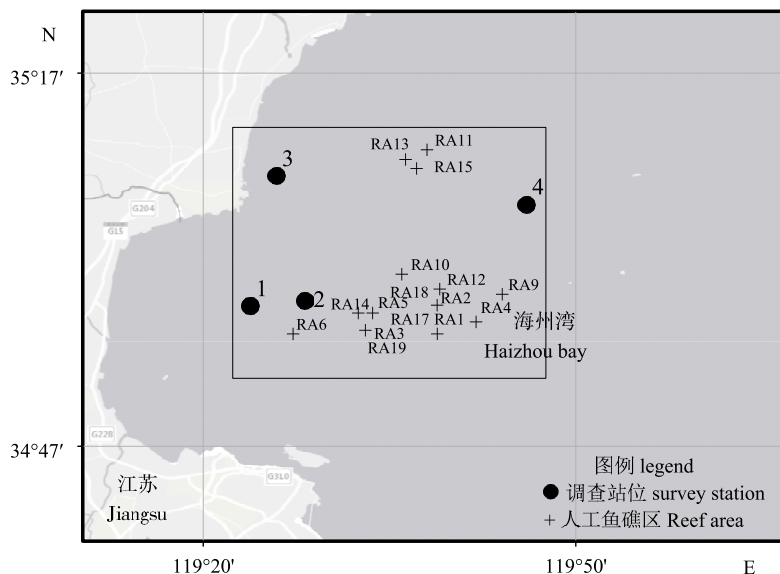 N
35°17′
RA13
RA11
RA15
3
4
G204
G15
RA10
RA12
RA9
RA18
RA2
1
2
RA14
RA5
RA4
RA17
RA1
海州湾
RA6
RA3
RA19
Haizhou bay
G228
34°47′
G310
图例 legend
江苏
调查站位 survey station
Jiangsu
人工鱼礁区 Reef area
119°20′
119°50′
E